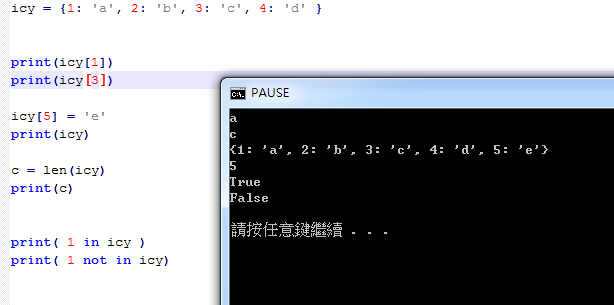 icy = {1: 'a', 2: 'b', 3: 'c', 4: 'd' }
print(icy[1])
print(icy[3])
icy[5] = 'e'
print(icy)
c = len(icy)
print(c)
print( 1 in icy )
print( 1 not in icy)
C:\. PAUSE
a
c
{1: 'a', 2: 'b', 3: 'c', 4: 'd', 5: 'e'}
5
True
False
請按任意鍵繼續 . . .